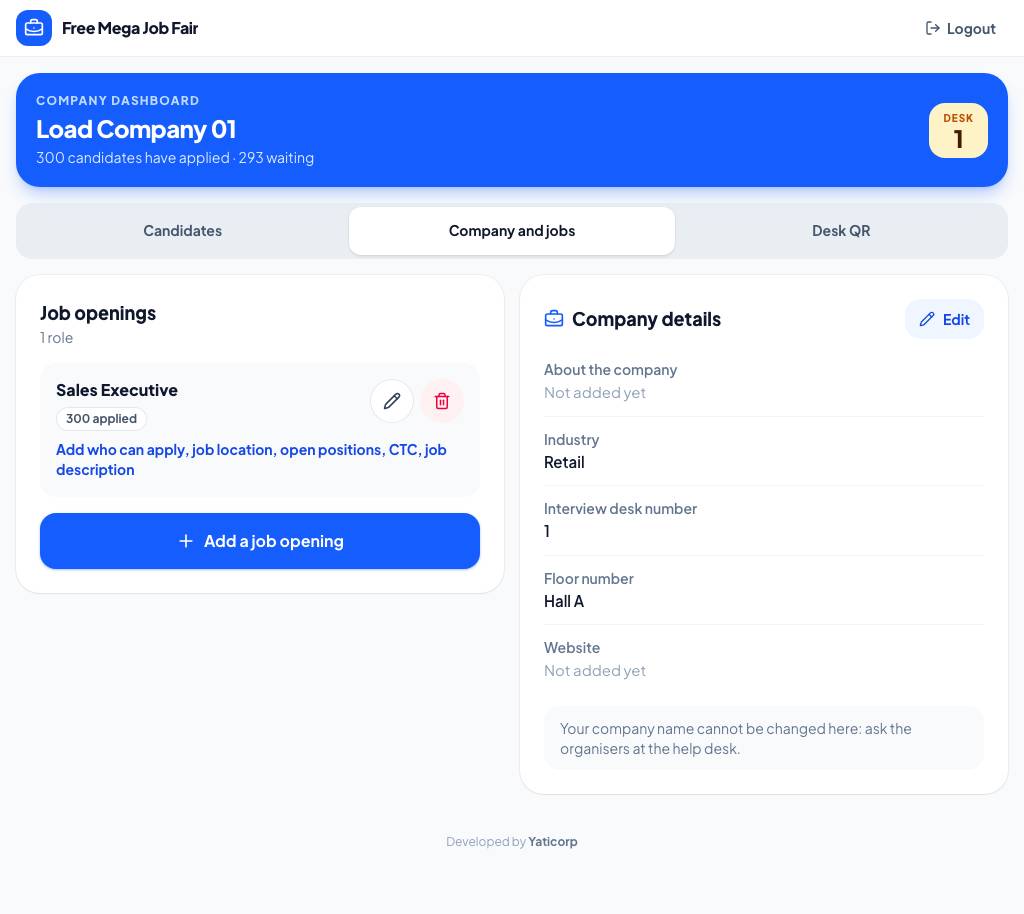 Free Mega Job Fair
Logout
COMPANY DASHBOARD
Load Company 01
300 candidates have applied · 293 waiting
DESK
1
Candidates
Company and jobs
Desk QR
Job openings
1 role
Sales Executive
300 applied
Add who can apply, job location, open positions, CTC, job
description
Add a job opening
Company details
Edit
About the company
Not added yet
Industry
Retail
Interview desk number
1
Floor number
Hall A
Website
Not added yet
Your company name cannot be changed here: ask the
organisers at the help desk.
Developed by Yaticorp